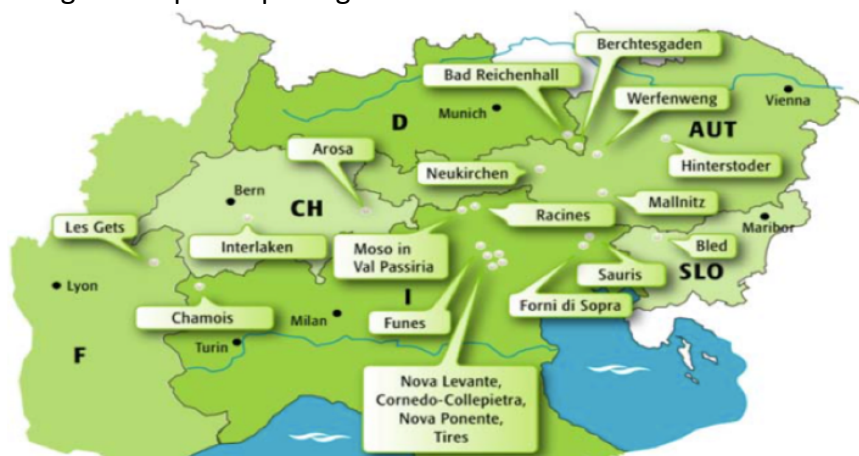 Berchtesgaden
Bad Reichenhall
Werfenweng
D
Munich
Vienna
AUT
Arosa
Neukirchen
Hinterstoder
Bern
CH
Mallnitz
Les Gets
Racines
Maribor
Interlaken
Moso in
Val Passiria
Bled
Lyon
Sauris
SLO
Chamois
I
Milan
Funes
Forni di Sopra
F
Turin
Nova Levante,
Cornedo-Collepietra,
Nova Ponente,
Tires